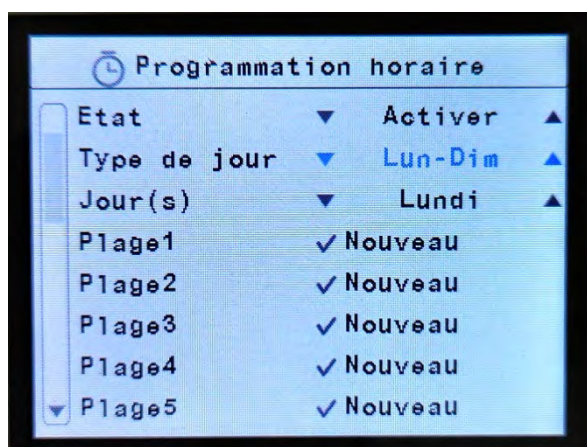 Programmation horaire
Etat Activer
Type de jour Lun-Dim
Jour(s) Lundi
Plage1 Nouveau
Plage2 Nouveau
Plage3 Nouveau
Plage4 Nouveau
Plage5 Nouveau